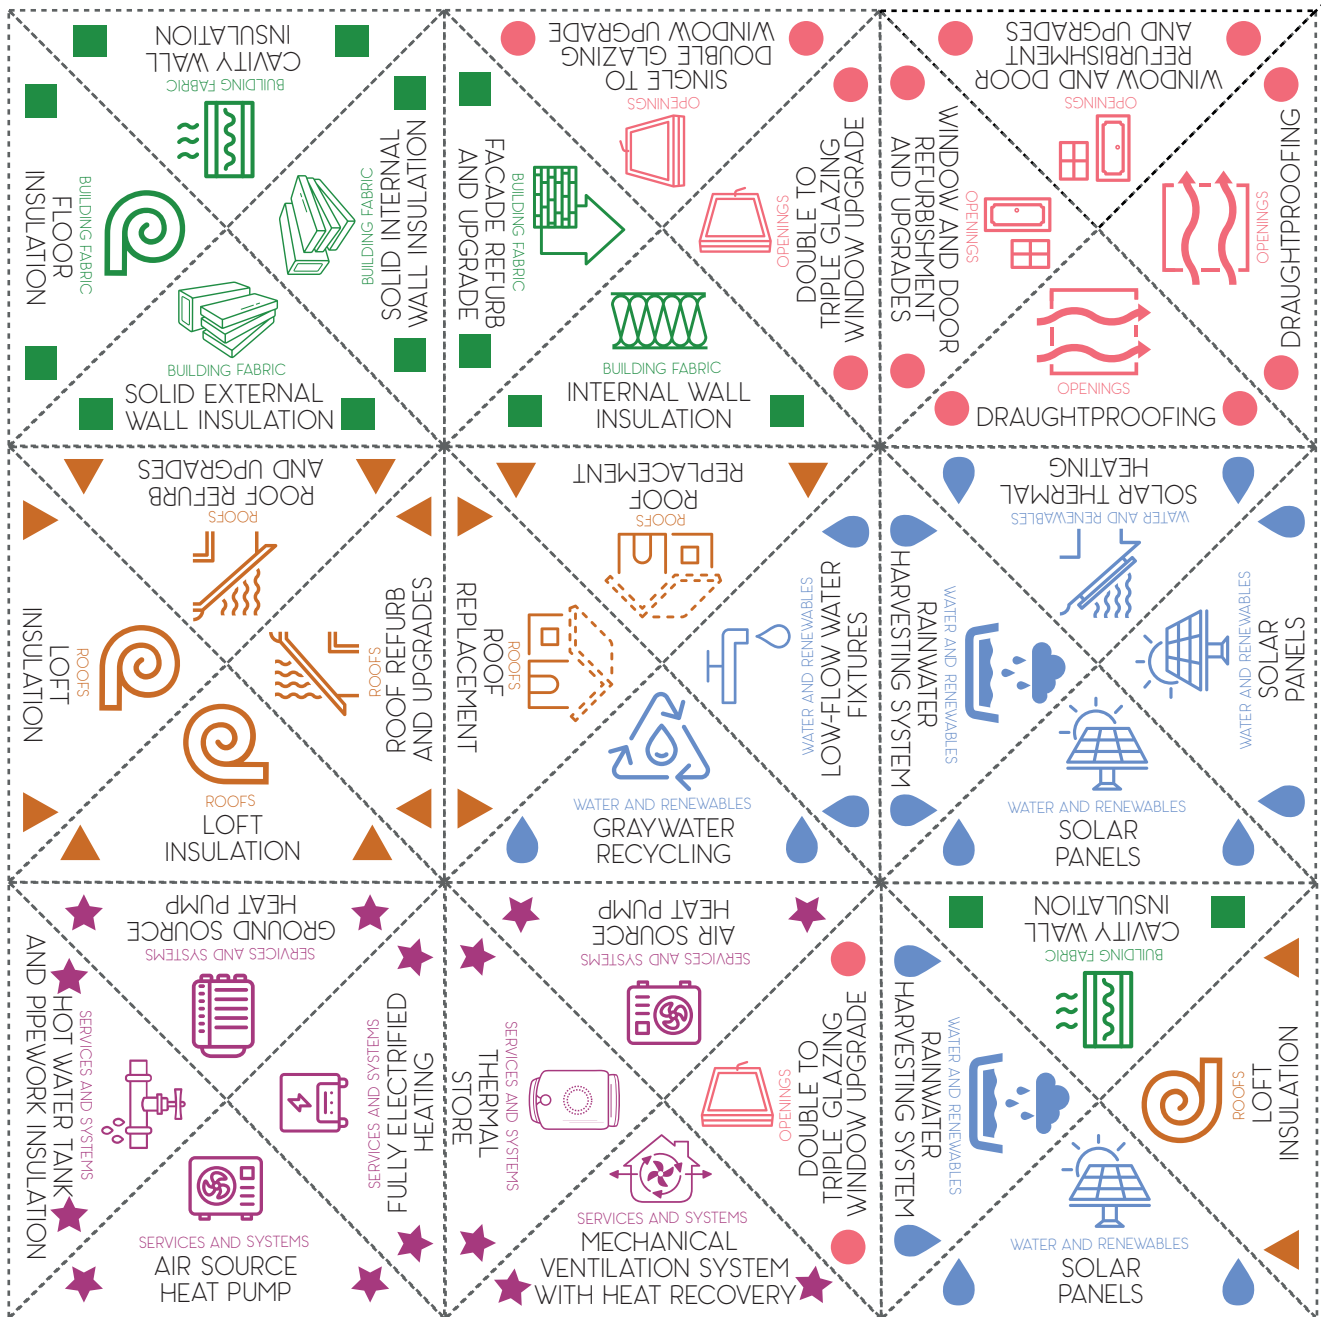 CAVITY WALL
INSULATION
BUILDING FABRIC
FLOOR
INSULATION
BUILDING FABRIC
SOLID INTERNAL
WALL INSULATION
BUILDING FABRIC
BUILDING FABRIC
SOLID EXTERNAL
WALL INSULATION
SINGLE TO
DOUBLE GLAZING
WINDOW UPGRADE
OPENINGS
FACADE REFURB
AND UPGRADE
BUILDING FABRIC
OPENINGS
DOUBLE TO
TRIPLE GLAZING
WINDOW UPGRADE
BUILDING FABRIC
INTERNAL WALL
INSULATION
OPENINGS
WINDOW AND DOOR
REFURBISHMENT
AND UPGRADES
WINDOW AND DOOR
REFURBISHMENT
AND UPGRADES
OPENINGS
OPENINGS
DRAUGHTPROOFING
OPENINGS
DRAUGHTPROOFING
ROOFS
ROOF REFURB
AND UPGRADES
ROOFS
LOFT
INSULATION
ROOFS
ROOF REFURB
AND UPGRADES
ROOFS
LOFT
INSULATION
ROOFS
ROOF
REPLACEMENT
ROOFS
ROOF
REPLACEMENT
WATER AND RENEWABLES
LOW-FLOW WATER
FIXTURES
WATER AND RENEWABLES
GRAYWATER
RECYCLING
WATER AND RENEWABLES
SOLAR THERMAL
HEATING
WATER AND RENEWABLES
RAINWATER
HARVESTING SYSTEM
WATER AND RENEWABLES
SOLAR
PANELS
WATER AND RENEWABLES
SOLAR
PANELS
SERVICES AND SYSTEMS
GROUND SOURCE
HEAT PUMP
SERVICES AND SYSTEMS
HOT WATER TANK
AND PIPEWORK INSULATION
SERVICES AND SYSTEMS
FULLY ELECTRIFIED
HEATING
SERVICES AND SYSTEMS
AIR SOURCE
HEAT PUMP
SERVICES AND SYSTEMS
AIR SOURCE
HEAT PUMP
SERVICES AND SYSTEMS
THERMAL
STORE
OPENINGS
DOUBLE TO
TRIPLE GLAZING
WINDOW UPGRADE
SERVICES AND SYSTEMS
MECHANICAL
VENTILATION SYSTEM
WITH HEAT RECOVERY
BUILDING FABRIC
CAVITY WALL
INSULATION
WATER AND RENEWABLES
RAINWATER
HARVESTING SYSTEM
ROOFS
LOFT
INSULATION
WATER AND RENEWABLES
SOLAR
PANELS